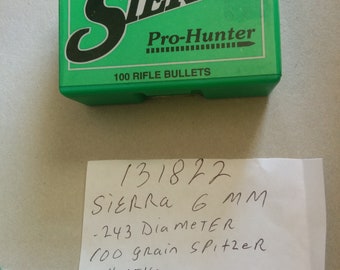 SIERRA
Pro-Hunter
100 RIFLE BULLETS
131822
SiERRA 6 MM
.243 DiAMETER
100 grain SPiTzER